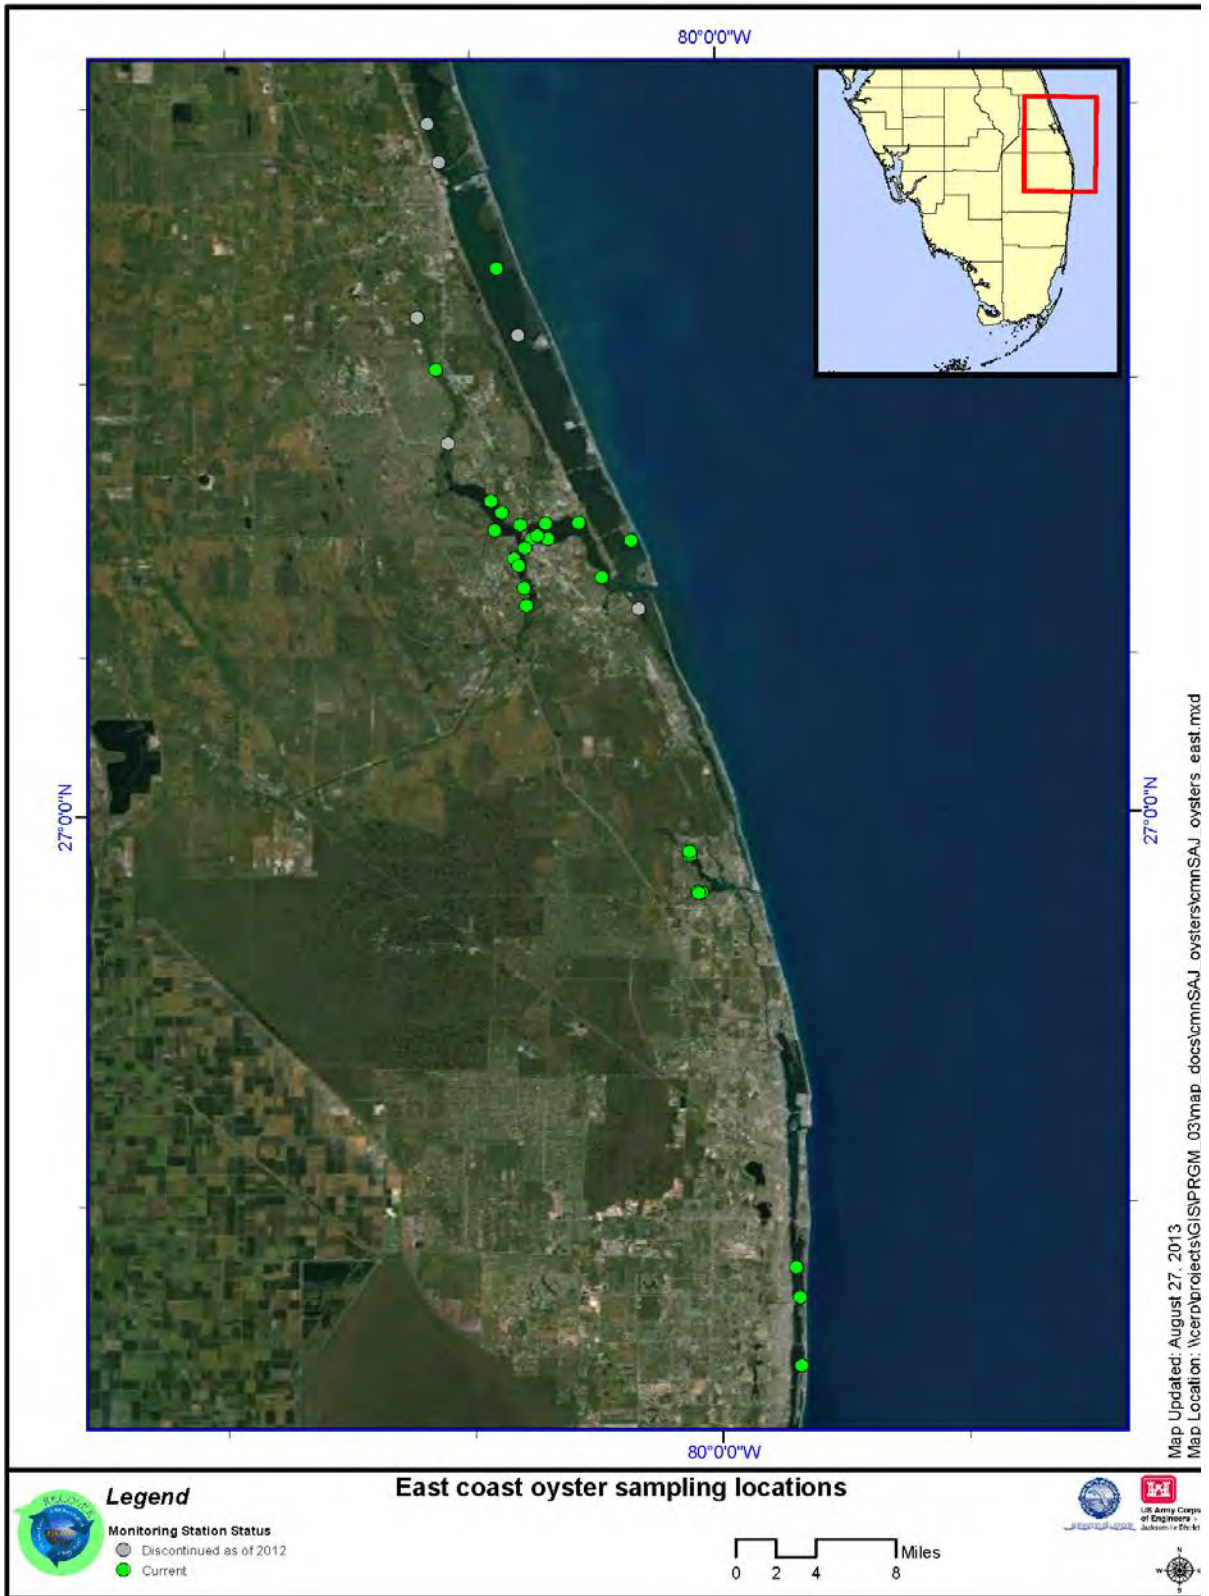 80°0'0"W
27°0'0"N
27°0'0"N
80°0'0"W
Map Updated: August 27, 2013
Map Location: \\cerp\projects\GIS\PRGM_03\map_docs\cmnSAJ_oysters\cmnSAJ_oysters_east.mxd
East coast oyster sampling locations
Legend
Monitoring Station Status
Discontinued as of 2012
Current
Miles
0 2 4 8
US Army Corps
of Engineers
Jacksonville District
N
W
S